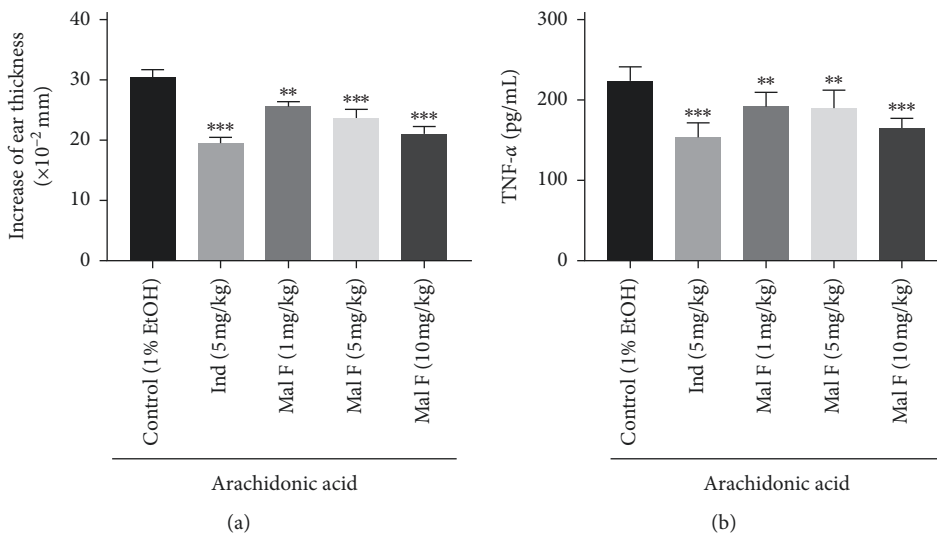 Increase of ear thickness
(×10⁻² mm)
40
30
20
10
0
***
**
***
***
Control (1% EtOH)
Ind (5 mg/kg)
Mal F (1 mg/kg)
Mal F (5 mg/kg)
Mal F (10 mg/kg)
Arachidonic acid
(a)
TNF-α (pg/mL)
300
200
100
0
***
**
**
***
Control (1% EtOH)
Ind (5 mg/kg)
Mal F (1 mg/kg)
Mal F (5 mg/kg)
Mal F (10 mg/kg)
Arachidonic acid
(b)